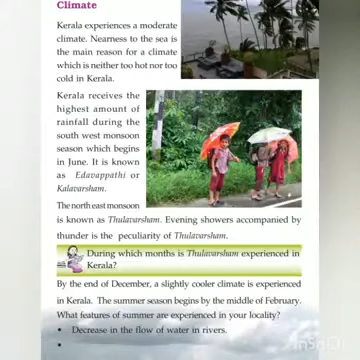 Climate
Kerala experiences a moderate
climate. Nearness to the sea is
the main reason for a climate
which is neither too hot nor too
cold in Kerala.
Kerala receives the
highest amount of
rainfall during the
south west monsoon
season which begins
in June. It is known
as Edavappathi or
Kalavarsham.
The north east monsoon
is known as Thulavarsham. Evening showers accompanied by
thunder is the peculiarity of Thulavarsham.
During which months is Thulavarsham experienced in
Kerala?
By the end of December, a slightly cooler climate is experienced
in Kerala. The summer season begins by the middle of February.
What features of summer are experienced in your locality?
• Decrease in the flow of water in rivers.
•